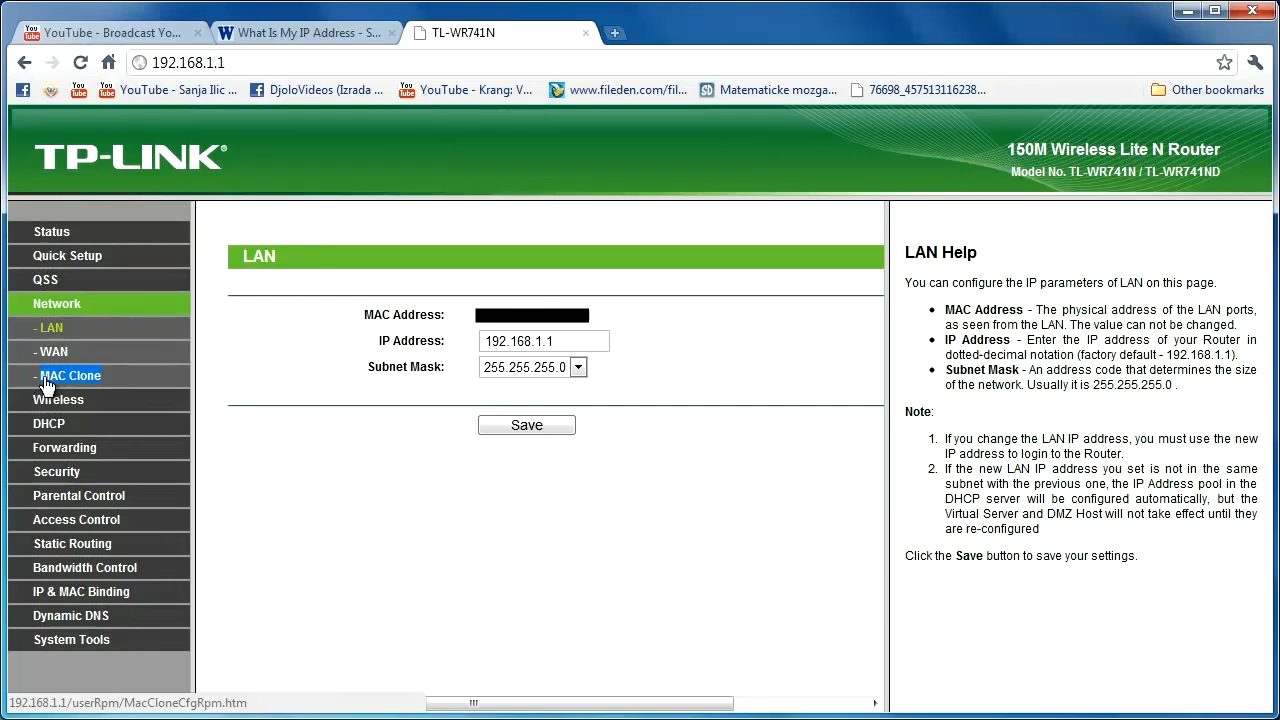 YouTube - Broadcast Yo...
What Is My IP Address - S...
TL-WR741N
192.168.1.1
YouTube - Sanja Ilic ...
DjoloVideos (Izrada ...
YouTube - Krang: V...
www.fileden.com/fil...
Matematicke mozga...
76698_457513116238...
Other bookmarks
TP-LINK®
150M Wireless Lite N Router
Model No. TL-WR741N / TL-WR741ND
Status
Quick Setup
QSS
Network
- LAN
- WAN
- MAC Clone
Wireless
DHCP
Forwarding
Security
Parental Control
Access Control
Static Routing
Bandwidth Control
IP & MAC Binding
Dynamic DNS
System Tools
LAN
MAC Address:
IP Address: 192.168.1.1
Subnet Mask: 255.255.255.0
Save
LAN Help
You can configure the IP parameters of LAN on this page.
• MAC Address - The physical address of the LAN ports,
as seen from the LAN. The value can not be changed.
• IP Address - Enter the IP address of your Router in
dotted-decimal notation (factory default - 192.168.1.1).
• Subnet Mask - An address code that determines the size
of the network. Usually it is 255.255.255.0 .
Note:
1. If you change the LAN IP address, you must use the new
IP address to login to the Router.
2. If the new LAN IP address you set is not in the same
subnet with the previous one, the IP Address pool in the
DHCP server will be configured automatically, but the
Virtual Server and DMZ Host will not take effect until they
are re-configured
Click the Save button to save your settings.
192.168.1.1/userRpm/MacCloneCfgRpm.htm